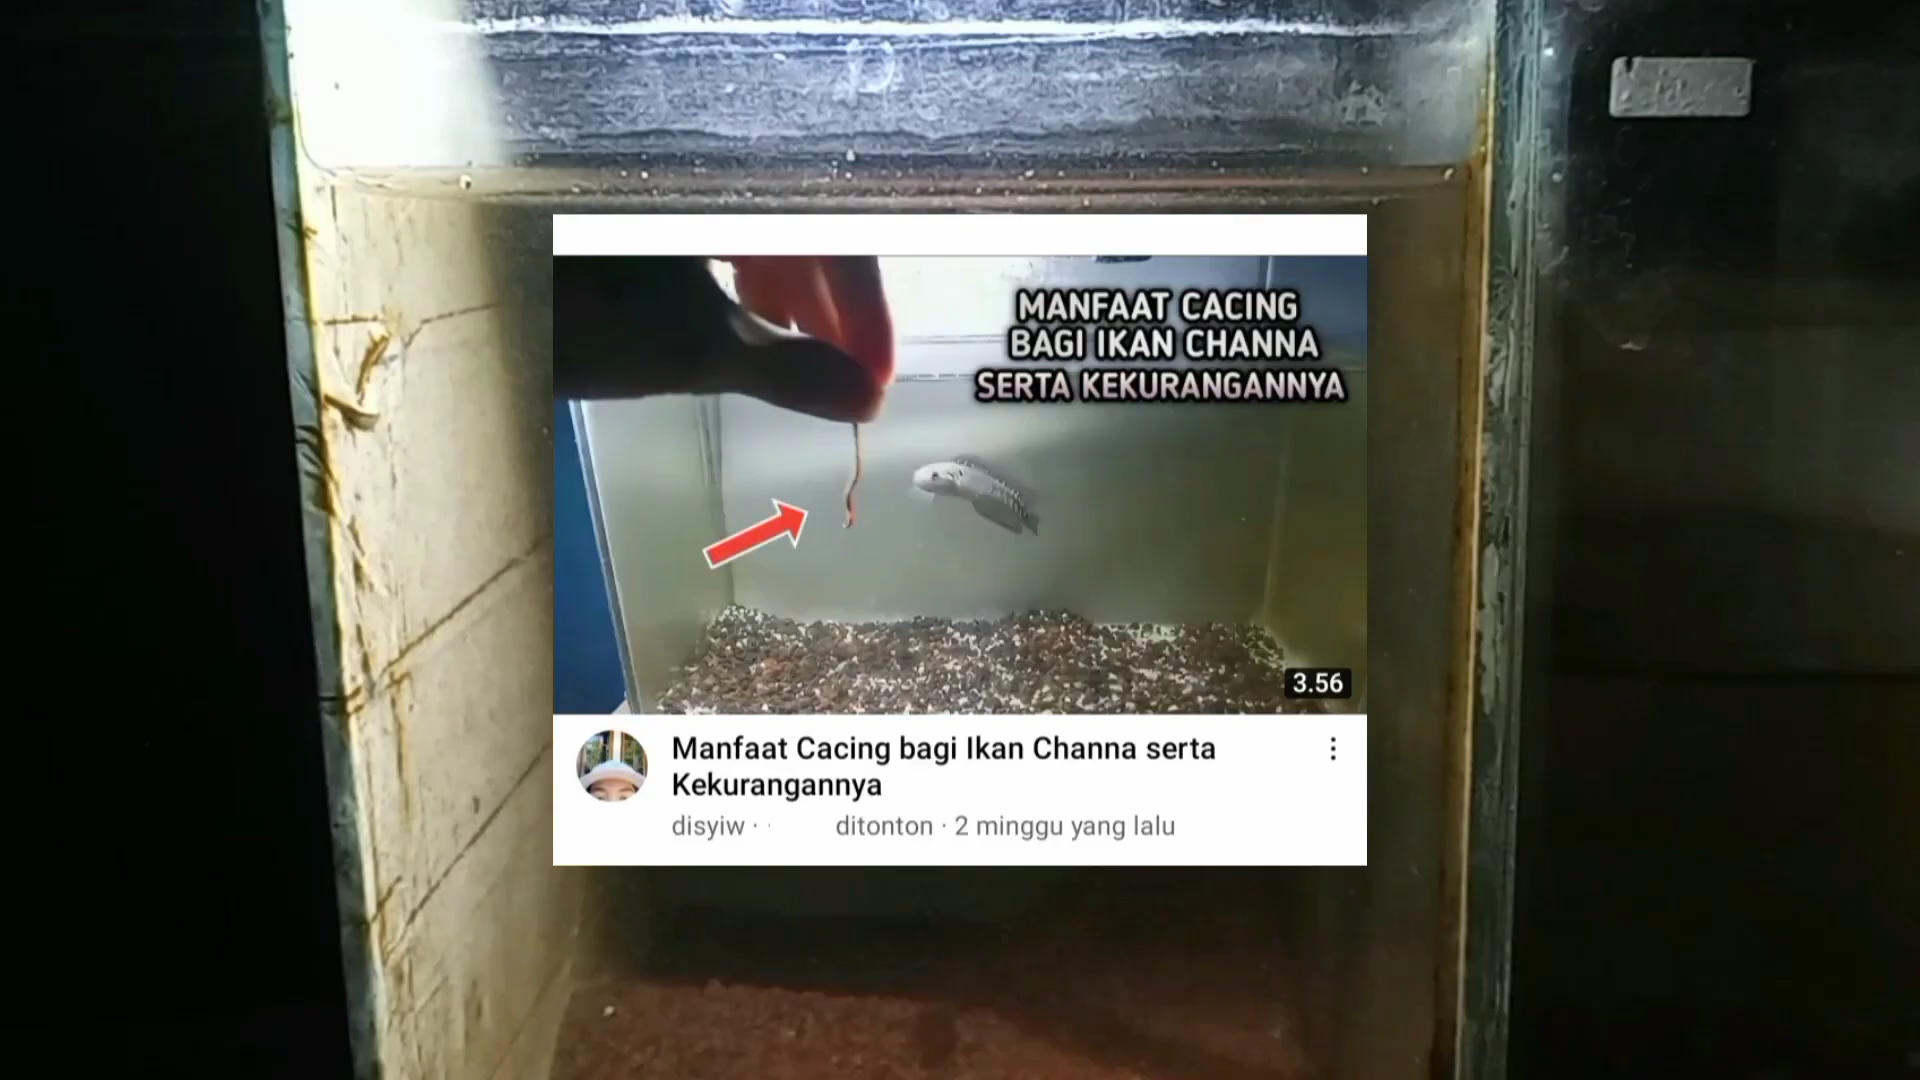 MANFAAT CACING
BAGI IKAN CHANNA
SERTA KEKURANGANNYA
3.56
Manfaat Cacing bagi Ikan Channa serta
Kekurangannya
disyiw · ditonton · 2 minggu yang lalu